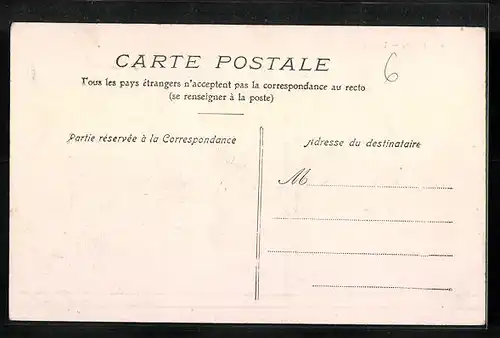 CARTE POSTALE
6
Tous les pays étrangers n'acceptent pas la correspondance au recto
(se renseigner à la poste)
Partie réservée à la Correspondance
Adresse du destinataire
M